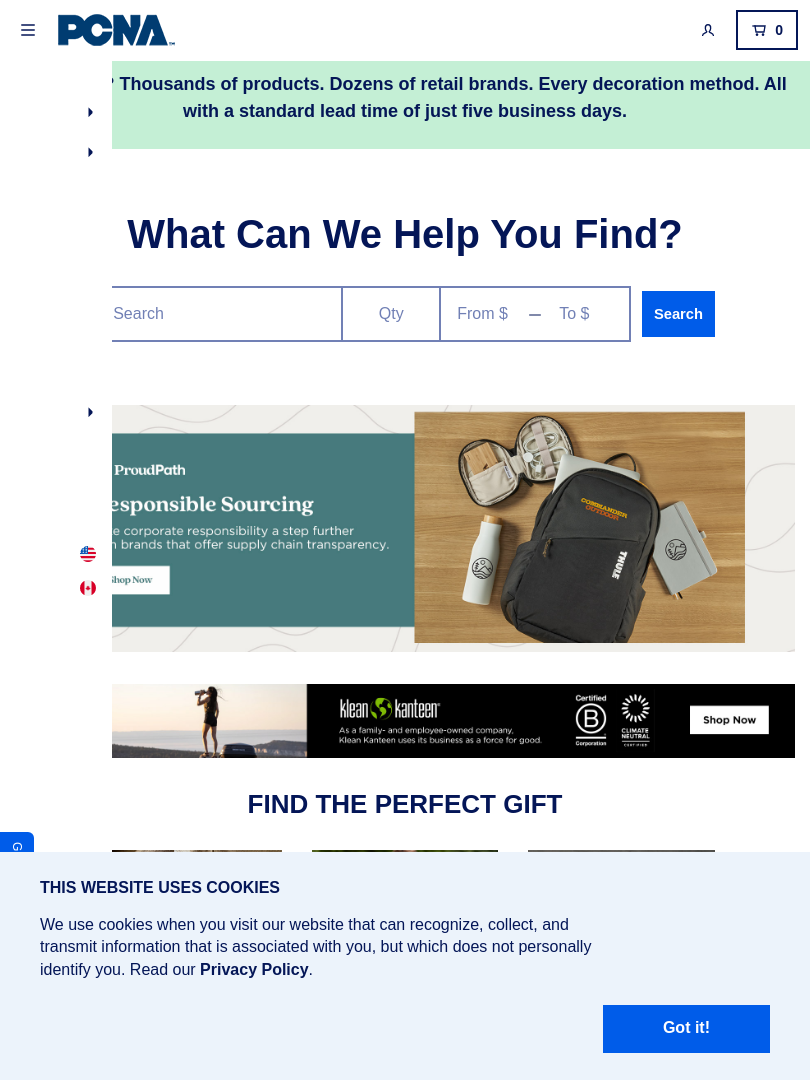 PCNA
0
? Thousands of products. Dozens of retail brands. Every decoration method. All
with a standard lead time of just five business days.
What Can We Help You Find?
Search
Qty
From $ – To $
Search
ProudPath
esponsible Sourcing
e corporate responsibility a step further
brands that offer supply chain transparency.
Shop Now
COMMANDER
OUTDOOR
THULE
klean kanteen
As a family- and employee-owned company,
Klean Kanteen uses its business as a force for good.
Certified
B
Corporation
CLIMATE
NEUTRAL
CERTIFIED
Shop Now
FIND THE PERFECT GIFT
G
THIS WEBSITE USES COOKIES
We use cookies when you visit our website that can recognize, collect, and
transmit information that is associated with you, but which does not personally
identify you. Read our Privacy Policy.
Got it!